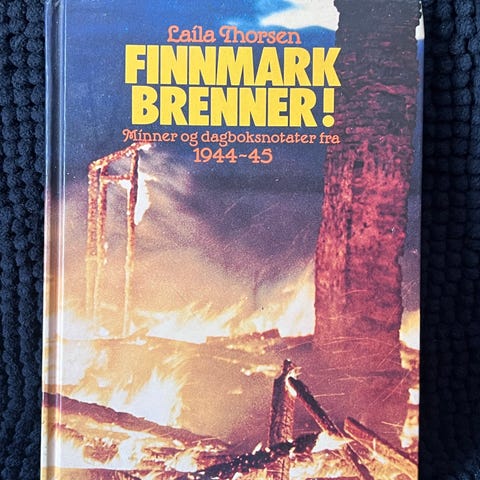 Laila Thorsen
FINNMARK
BRENNER!
Minner og dagboksnotater fra
1944-45